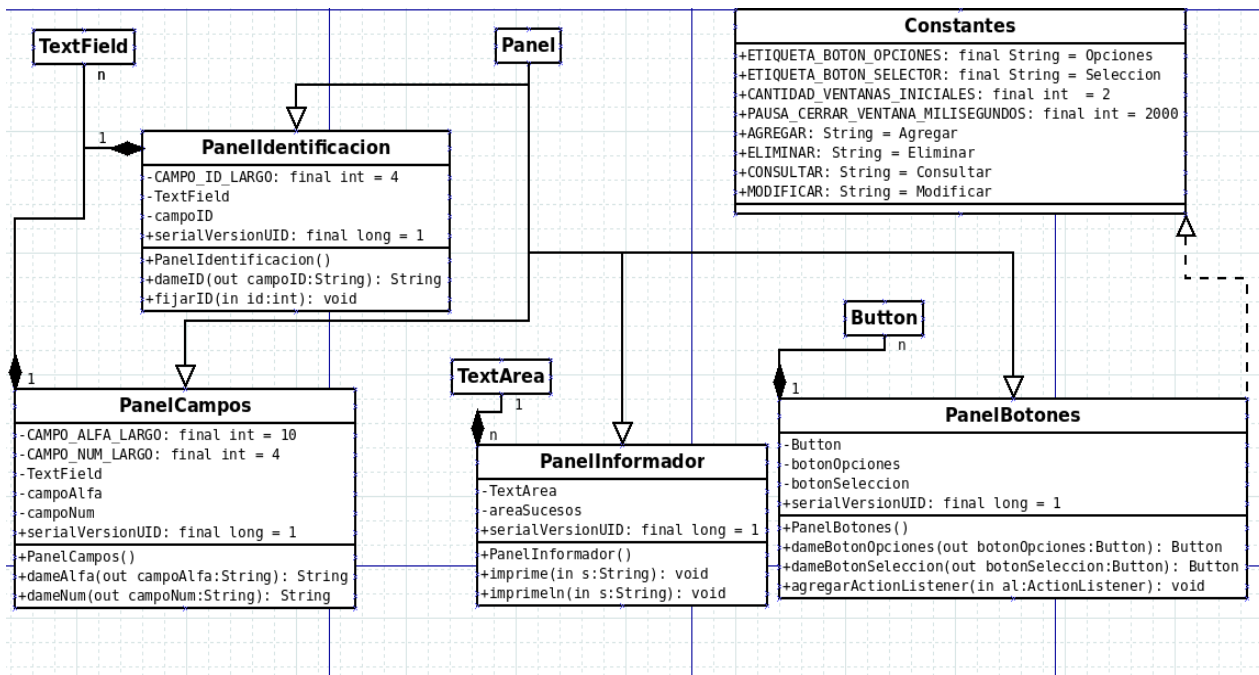 TextField
n
Panel
Constantes
+ETIQUETA_BOTON_OPCIONES: final String = Opciones
+ETIQUETA_BOTON_SELECTOR: final String = Seleccion
+CANTIDAD_VENTANAS_INICIALES: final int  = 2
+PAUSA_CERRAR_VENTANA_MILISEGUNDOS: final int = 2000
+AGREGAR: String = Agregar
+ELIMINAR: String = Eliminar
+CONSULTAR: String = Consultar
+MODIFICAR: String = Modificar
1
PanelIdentificacion
-CAMPO_ID_LARGO: final int = 4
-TextField
-campoID
+serialVersionUID: final long = 1
+PanelIdentificacion()
+dameID(out campoID:String): String
+fijarID(in id:int): void
1
PanelCampos
-CAMPO_ALFA_LARGO: final int = 10
-CAMPO_NUM_LARGO: final int = 4
-TextField
-campoAlfa
-campoNum
+serialVersionUID: final long = 1
+PanelCampos()
+dameAlfa(out campoAlfa:String): String
+dameNum(out campoNum:String): String
TextArea
1
n
PanelInformador
-TextArea
-areaSucesos
+serialVersionUID: final long = 1
+PanelInformador()
+imprime(in s:String): void
+imprimeln(in s:String): void
Button
n
1
PanelBotones
-Button
-botonOpciones
-botonSeleccion
+serialVersionUID: final long = 1
+PanelBotones()
+dameBotonOpciones(out botonOpciones:Button): Button
+dameBotonSeleccion(out botonSeleccion:Button): Button
+agregarActionListener(in al:ActionListener): void